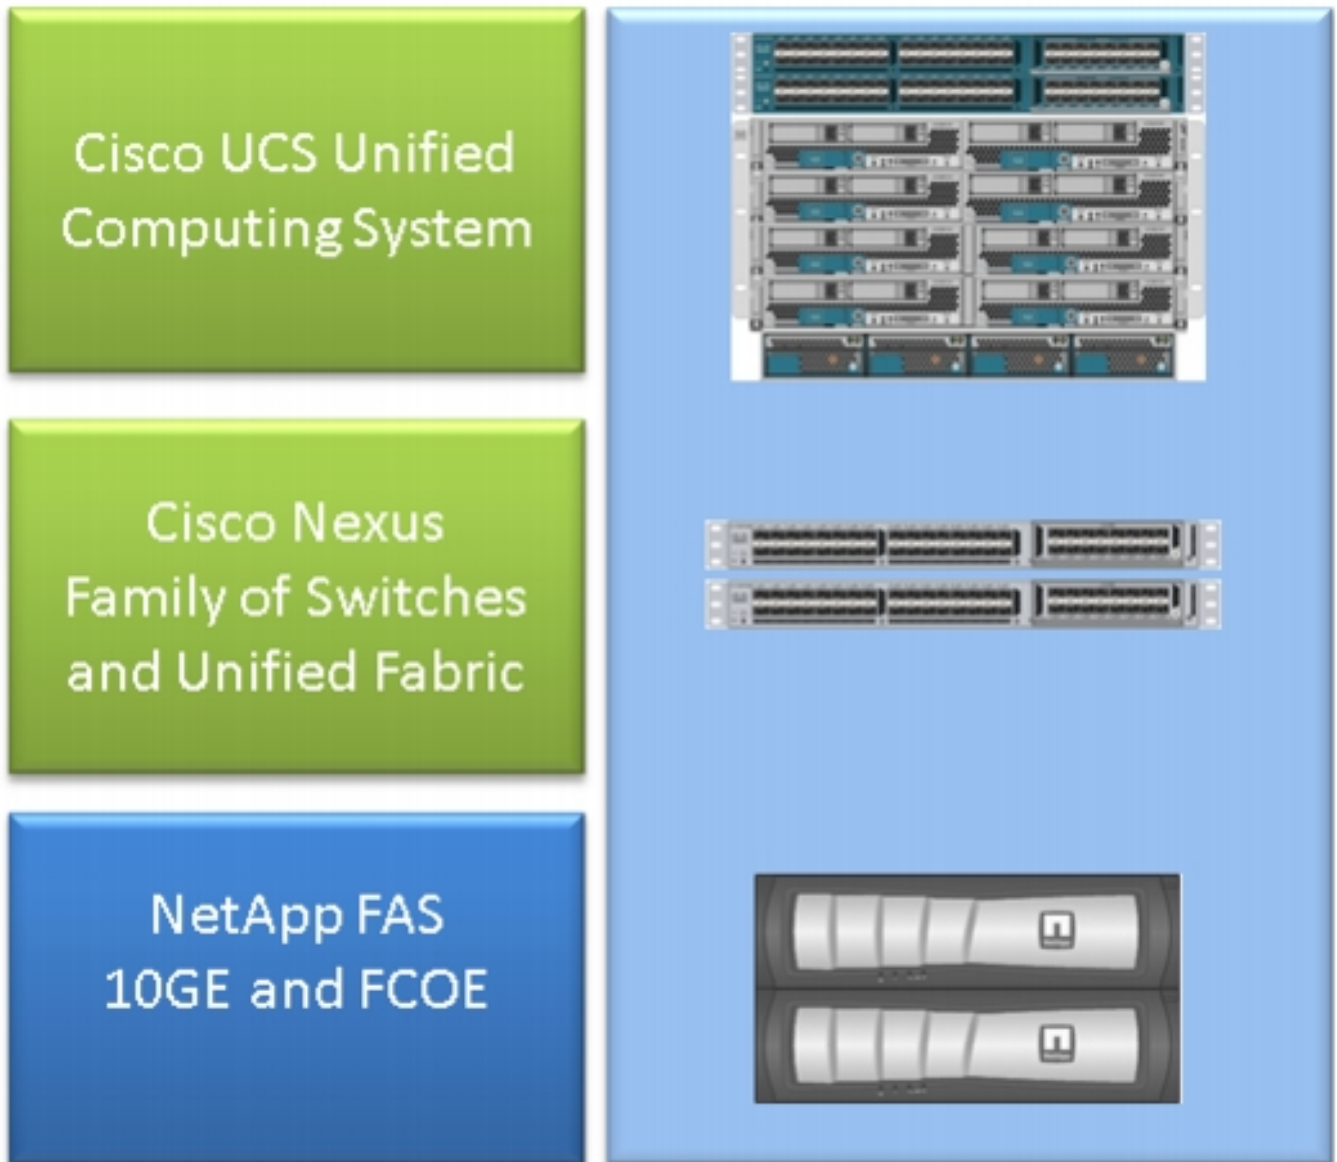 Cisco UCS Unified
Computing System
Cisco Nexus
Family of Switches
and Unified Fabric
NetApp FAS
10GE and FCOE